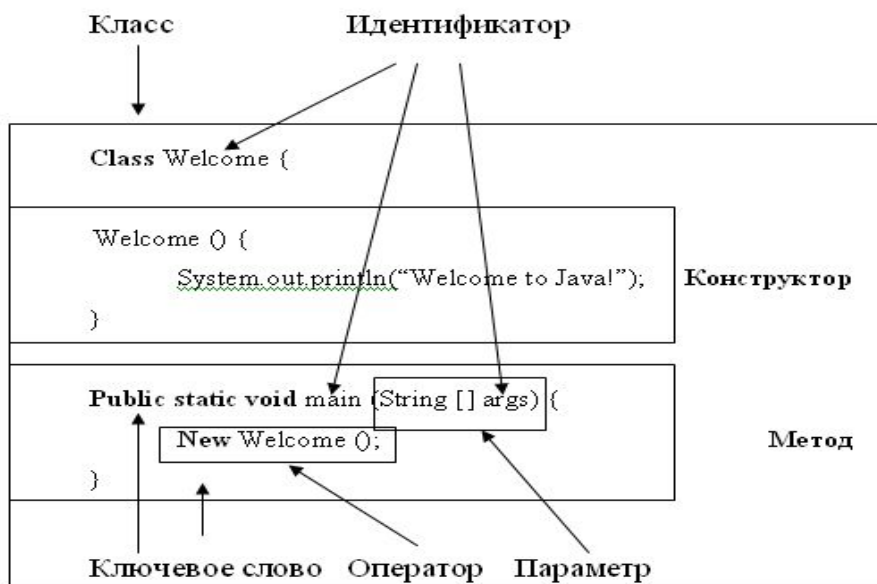 Класс Идентификатор
Class Welcome {
Welcome () {
System.out.println(“Welcome to Java!”);
Конструктор
}
Public static void main (String [] args) {
New Welcome ();
Метод
}
Ключевое слово Оператор Параметр